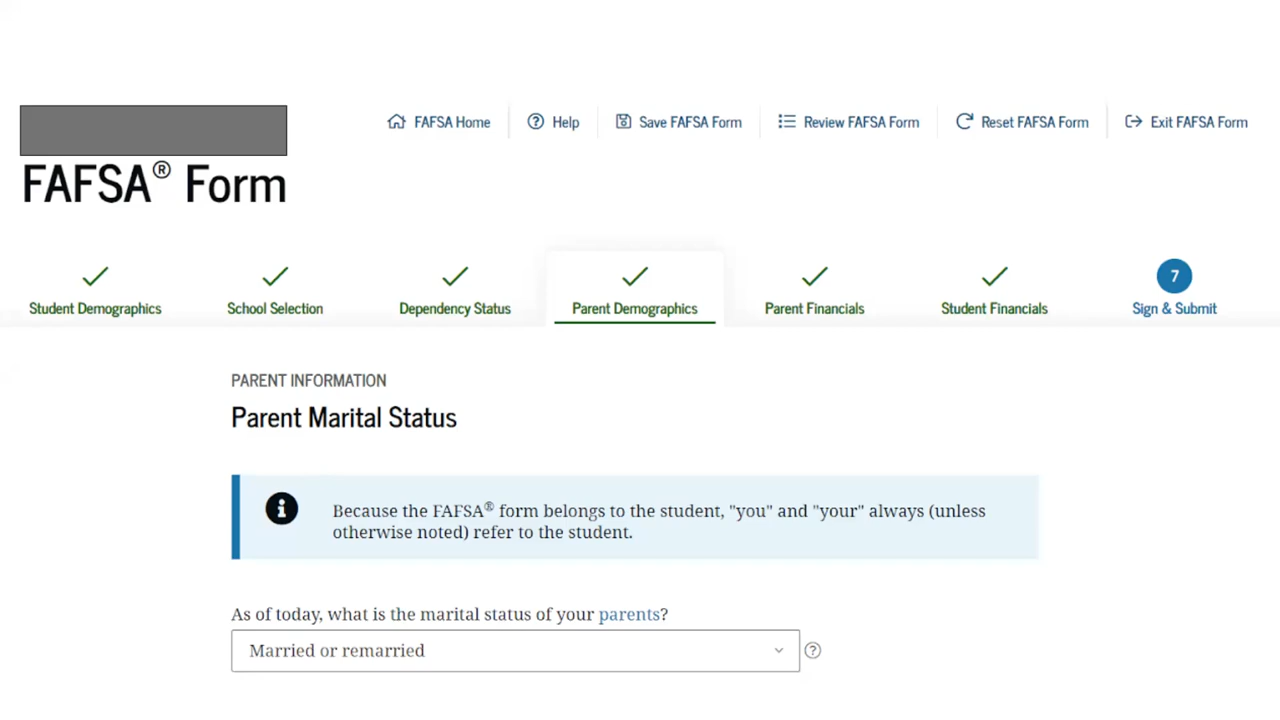 FAFSA Home
Help
Save FAFSA Form
Review FAFSA Form
Reset FAFSA Form
Exit FAFSA Form
FAFSA® Form
Student Demographics
School Selection
Dependency Status
Parent Demographics
Parent Financials
Student Financials
7
Sign & Submit
PARENT INFORMATION
Parent Marital Status
Because the FAFSA® form belongs to the student, "you" and "your" always (unless
otherwise noted) refer to the student.
As of today, what is the marital status of your parents?
Married or remarried